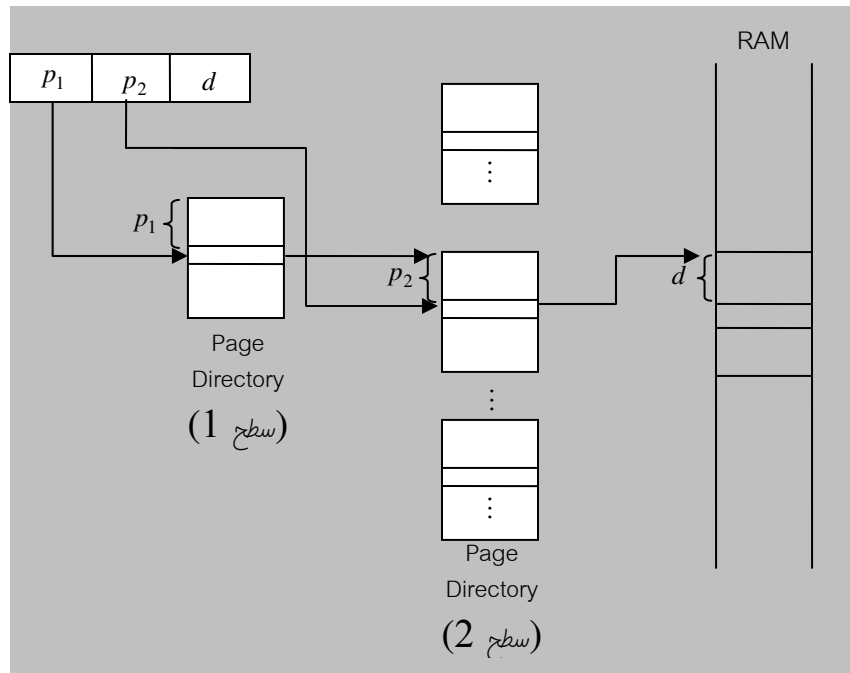 RAM
p1 p2 d
p1
p2
d
Page
Directory
(سطح 1)
⋮
⋮
⋮
Page
Directory
(سطح 2)